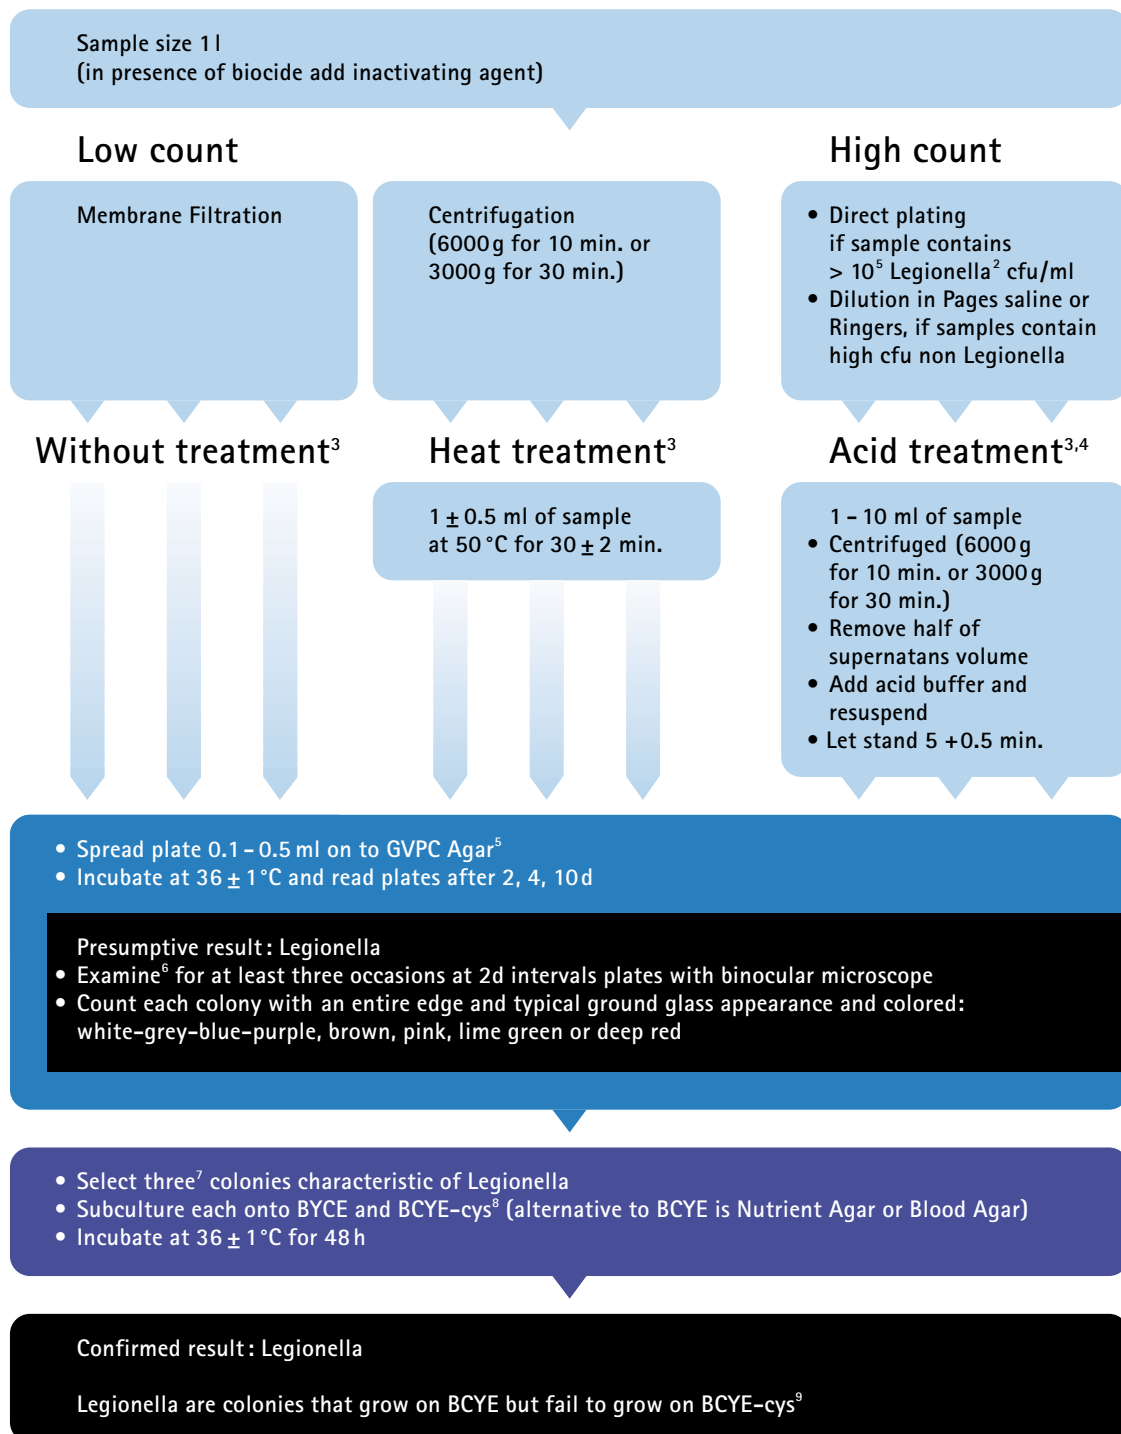 Sample size 1 l
(in presence of biocide add inactivating agent)
Low count
High count
Membrane Filtration
Centrifugation
(6000 g for 10 min. or
3000 g for 30 min.)
• Direct plating
if sample contains
> 10⁵ Legionella² cfu/ml
• Dilution in Pages saline or
Ringers, if samples contain
high cfu non Legionella
Without treatment³
Heat treatment³
Acid treatment³,⁴
1 ± 0.5 ml of sample
at 50 °C for 30 ± 2 min.
1 – 10 ml of sample
• Centrifuged (6000 g
for 10 min. or 3000 g
for 30 min.)
• Remove half of
supernatans volume
• Add acid buffer and
resuspend
• Let stand 5 +0.5 min.
• Spread plate 0.1 – 0.5 ml on to GVPC Agar⁵
• Incubate at 36 ± 1 °C and read plates after 2, 4, 10 d
Presumptive result : Legionella
• Examine⁶ for at least three occasions at 2d intervals plates with binocular microscope
• Count each colony with an entire edge and typical ground glass appearance and colored:
white-grey-blue-purple, brown, pink, lime green or deep red
• Select three⁷ colonies characteristic of Legionella
• Subculture each onto BYCE and BCYE-cys⁸ (alternative to BCYE is Nutrient Agar or Blood Agar)
• Incubate at 36 ± 1 °C for 48 h
Confirmed result : Legionella
Legionella are colonies that grow on BCYE but fail to grow on BCYE-cys⁹